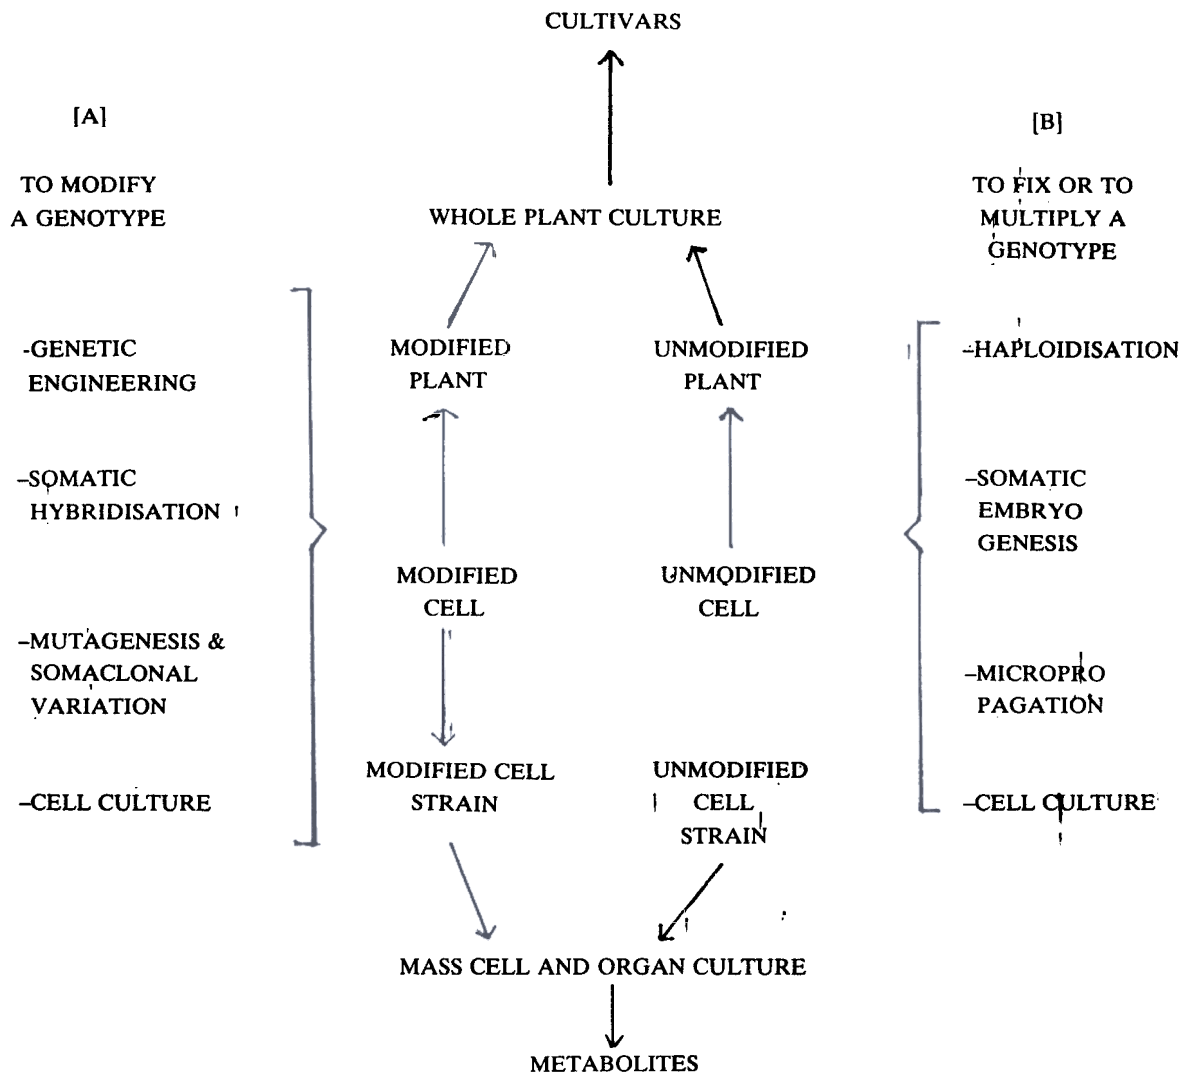 CULTIVARS
[A]
TO MODIFY
A GENOTYPE
-GENETIC
ENGINEERING
–SOMATIC
HYBRIDISATION
–MUTAGENESIS &
SOMACLONAL
VARIATION
–CELL CULTURE
WHOLE PLANT CULTURE
MODIFIED
PLANT
UNMODIFIED
PLANT
MODIFIED
CELL
UNMODIFIED
CELL
MODIFIED CELL
STRAIN
UNMODIFIED
CELL
STRAIN
MASS CELL AND ORGAN CULTURE
METABOLITES
[B]
TO FIX OR TO
MULTIPLY A
GENOTYPE
–HAPLOIDISATION
–SOMATIC
EMBRYO
GENESIS
–MICROPRO
PAGATION
–CELL CULTURE